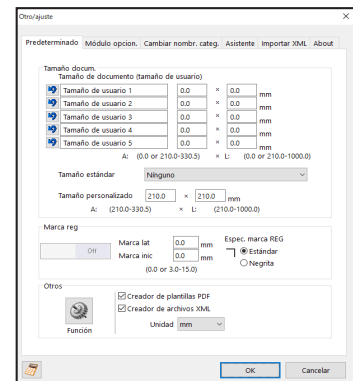 Otro/ajuste
Predeterminado Módulo opcion. Cambiar nombr. categ. Asistente Importar XML About
Tamaño docum.
Tamaño de documento (tamaño de usuario)
Tamaño de usuario 1 0.0 × 0.0 mm
Tamaño de usuario 2 0.0 × 0.0 mm
Tamaño de usuario 3 0.0 × 0.0 mm
Tamaño de usuario 4 0.0 × 0.0 mm
Tamaño de usuario 5 0.0 × 0.0 mm
A: (0.0 or 210.0-330.5) × L: (0.0 or 210.0-1000.0)
Tamaño estándar Ninguno
Tamaño personalizado 210.0 × 210.0 mm
A: (210.0-330.5) × L: (210.0-1000.0)
Marca reg
Off
Marca lat 0.0 mm
Marca inic 0.0 mm
(0.0 or 3.0-15.0)
Espec. marca REG
Estándar
Negrita
Otros
Función
Creador de plantillas PDF
Creador de archivos XML
Unidad mm
OK Cancelar